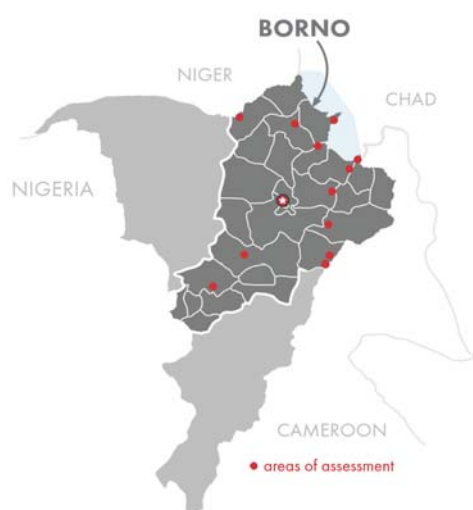 BORNO
NIGER
CHAD
NIGERIA
CAMEROON
areas of assessment